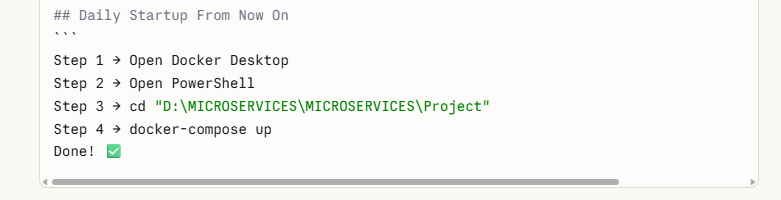 ## Daily Startup From Now On
```
Step 1 → Open Docker Desktop
Step 2 → Open PowerShell
Step 3 → cd "D:\MICROSERVICES\MICROSERVICES\Project"
Step 4 → docker-compose up
Done! ✅